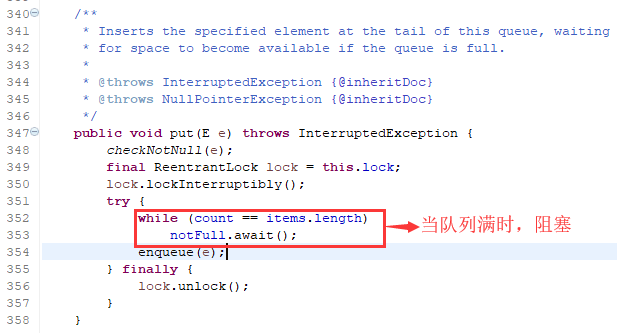 340 /**
341 * Inserts the specified element at the tail of this queue, waiting
342 * for space to become available if the queue is full.
343 *
344 * @throws InterruptedException {@inheritDoc}
345 * @throws NullPointerException {@inheritDoc}
346 */
347 public void put(E e) throws InterruptedException {
348 checkNotNull(e);
349 final ReentrantLock lock = this.lock;
350 lock.lockInterruptibly();
351 try {
352 while (count == items.length)
353 notFull.await();
当队列满时，阻塞
354 enqueue(e);
355 } finally {
356 lock.unlock();
357 }
358 }